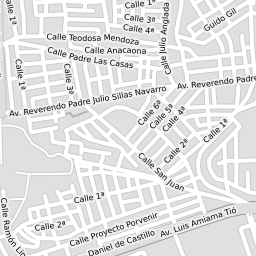 Calle 1ª
Calle 3ª
Calle 4ª
Calle Julio Anglada
Guido Gil
Calle Teodosa Mendoza
Calle Anacaona
Calle Padre Las Casas
Calle 1ª
Calle 3ª
Av. Reverendo Padre
Av. Reverendo Padre Julio Silias Navarro
Calle 6ª
Calle 5ª
Calle 4ª
Calle 1ª
Calle 2ª
Calle San Juan
Calle 1ª
Calle 2ª
Calle Ramón
Calle Proyecto Porvenir
Av. Luis Amiama Tió
Daniel de Castillo